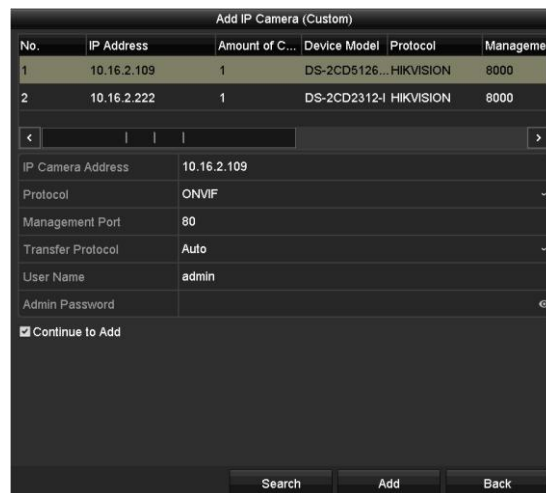 Add IP Camera (Custom)
No. IP Address Amount of C... Device Model Protocol Manageme
1 10.16.2.109 1 DS-2CD5126... HIKVISION 8000
2 10.16.2.222 1 DS-2CD2312-I HIKVISION 8000
IP Camera Address 10.16.2.109
Protocol ONVIF
Management Port 80
Transfer Protocol Auto
User Name admin
Admin Password
Continue to Add
Search Add Back